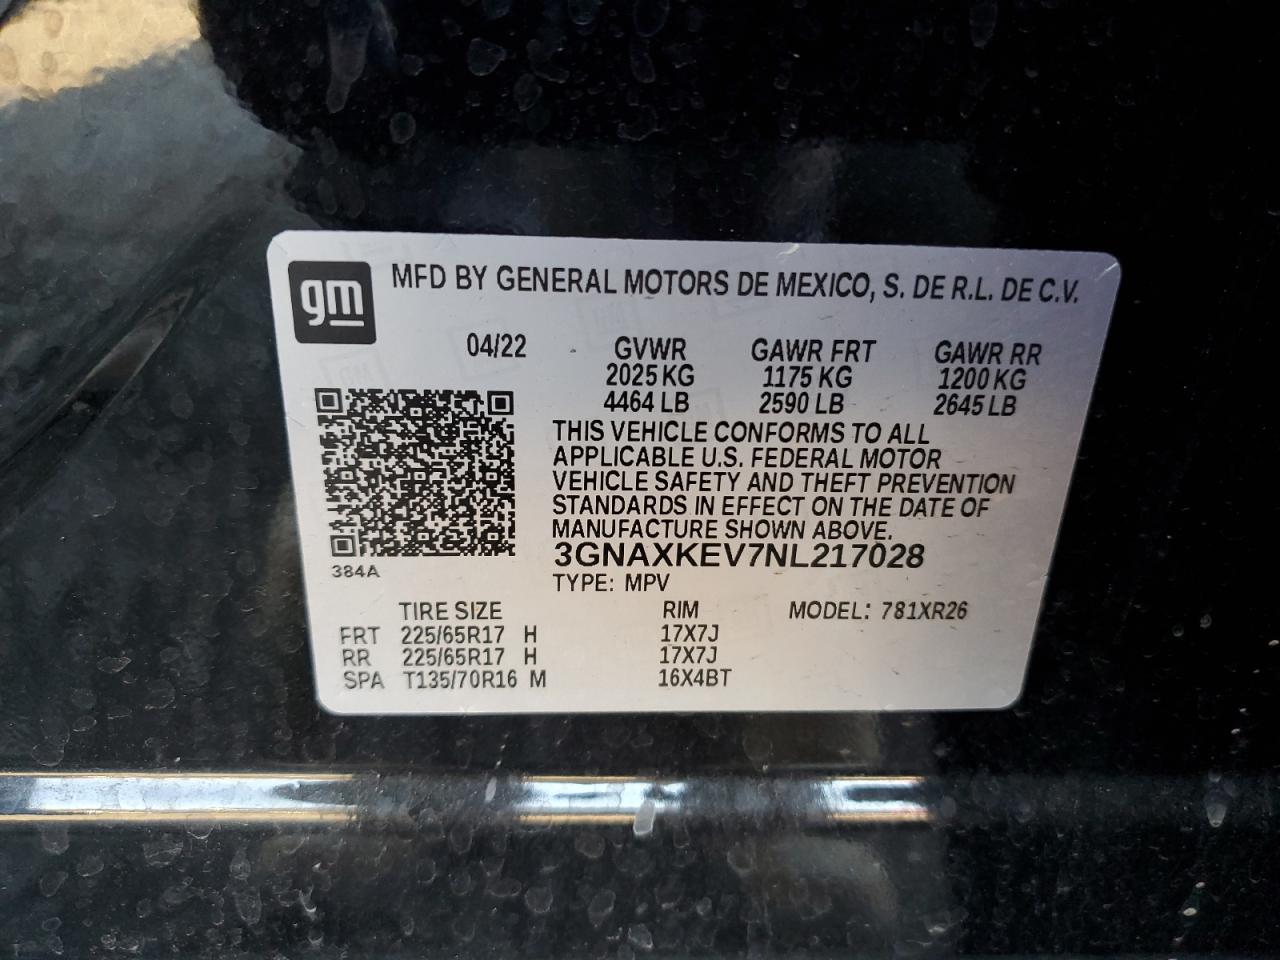 gm
MFD BY GENERAL MOTORS DE MEXICO, S. DE R.L. DE C.V.
04/22 GVWR GAWR FRT GAWR RR
2025 KG 1175 KG 1200 KG
4464 LB 2590 LB 2645 LB
THIS VEHICLE CONFORMS TO ALL
APPLICABLE U.S. FEDERAL MOTOR
VEHICLE SAFETY AND THEFT PREVENTION
STANDARDS IN EFFECT ON THE DATE OF
MANUFACTURE SHOWN ABOVE.
3GNAXKEV7NL217028
384A
TYPE: MPV
TIRE SIZE RIM MODEL: 781XR26
FRT 225/65R17 H 17X7J
RR 225/65R17 H 17X7J
SPA T135/70R16 M 16X4BT